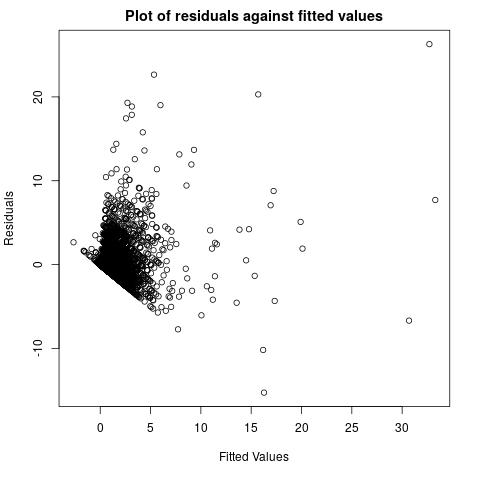 Plot of residuals against fitted values
20
10
0
-10
Residuals
0 5 10 15 20 25 30
Fitted Values